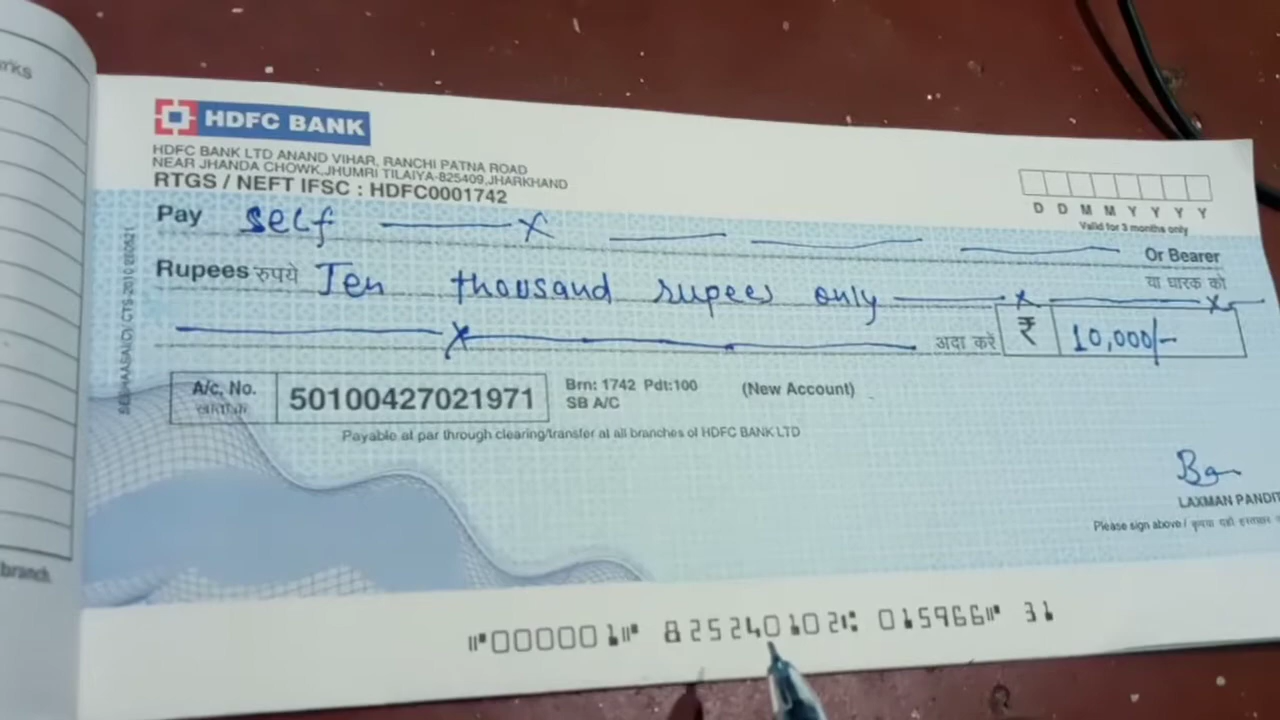 rks
HDFC BANK
HDFC BANK LTD ANAND VIHAR, RANCHI PATNA ROAD
NEAR JHANDA CHOWK,JHUMRI TILAIYA-825409,JHARKHAND
RTGS / NEFT IFSC : HDFC0001742
D D M M Y Y Y Y
Valid for 3 months only
Pay self
Or Bearer
या धारक को
Rupees रुपये Ten thousand rupees only
अदा करें ₹ 10,000/-
A/c. No. 50100427021971
Brn: 1742 Pdt:100
SB A/C
(New Account)
Payable at par through clearing/transfer at all branches of HDFC BANK LTD
LAXMAN PANDIT
Please sign above /
branch
⑈000001⑈ 825240102⑆ 015966⑈ 31